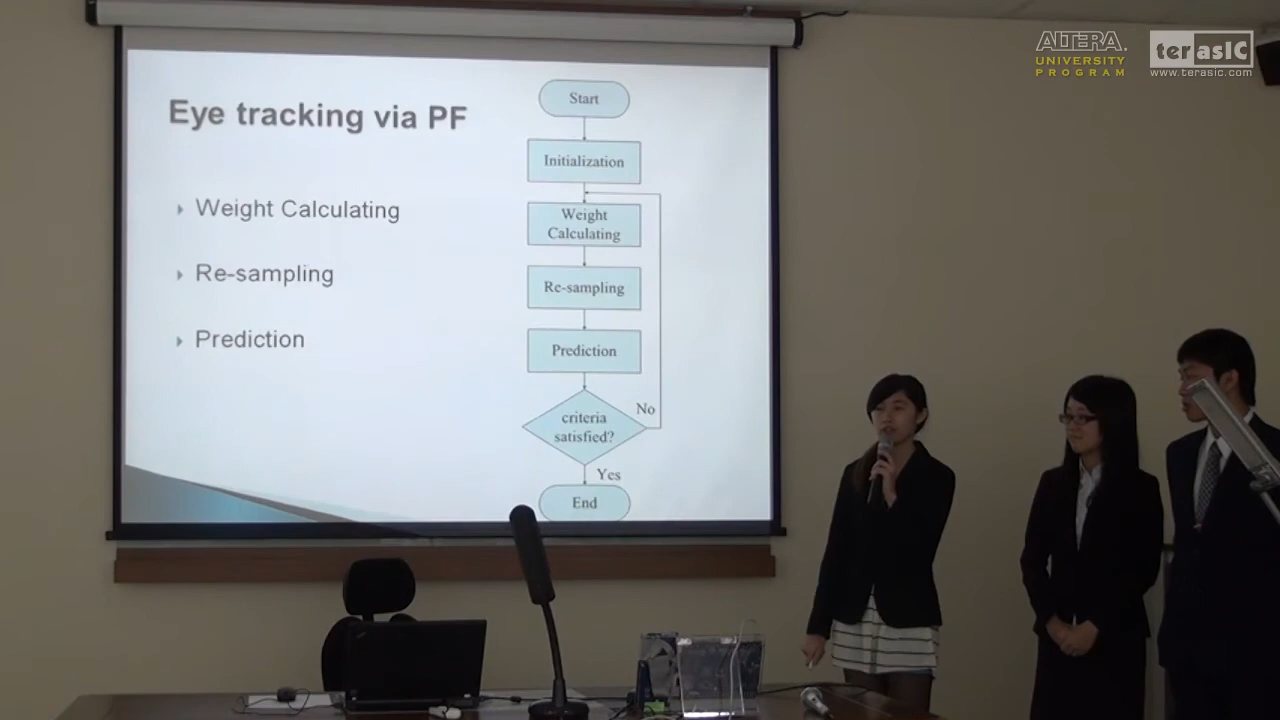 ALTERA.
UNIVERSITY
PROGRAM
terasIC
www.terasic.com
Eye tracking via PF
Weight Calculating
Re-sampling
Prediction
Start
Initialization
Weight
Calculating
Re-sampling
Prediction
criteria
satisfied?
No
Yes
End